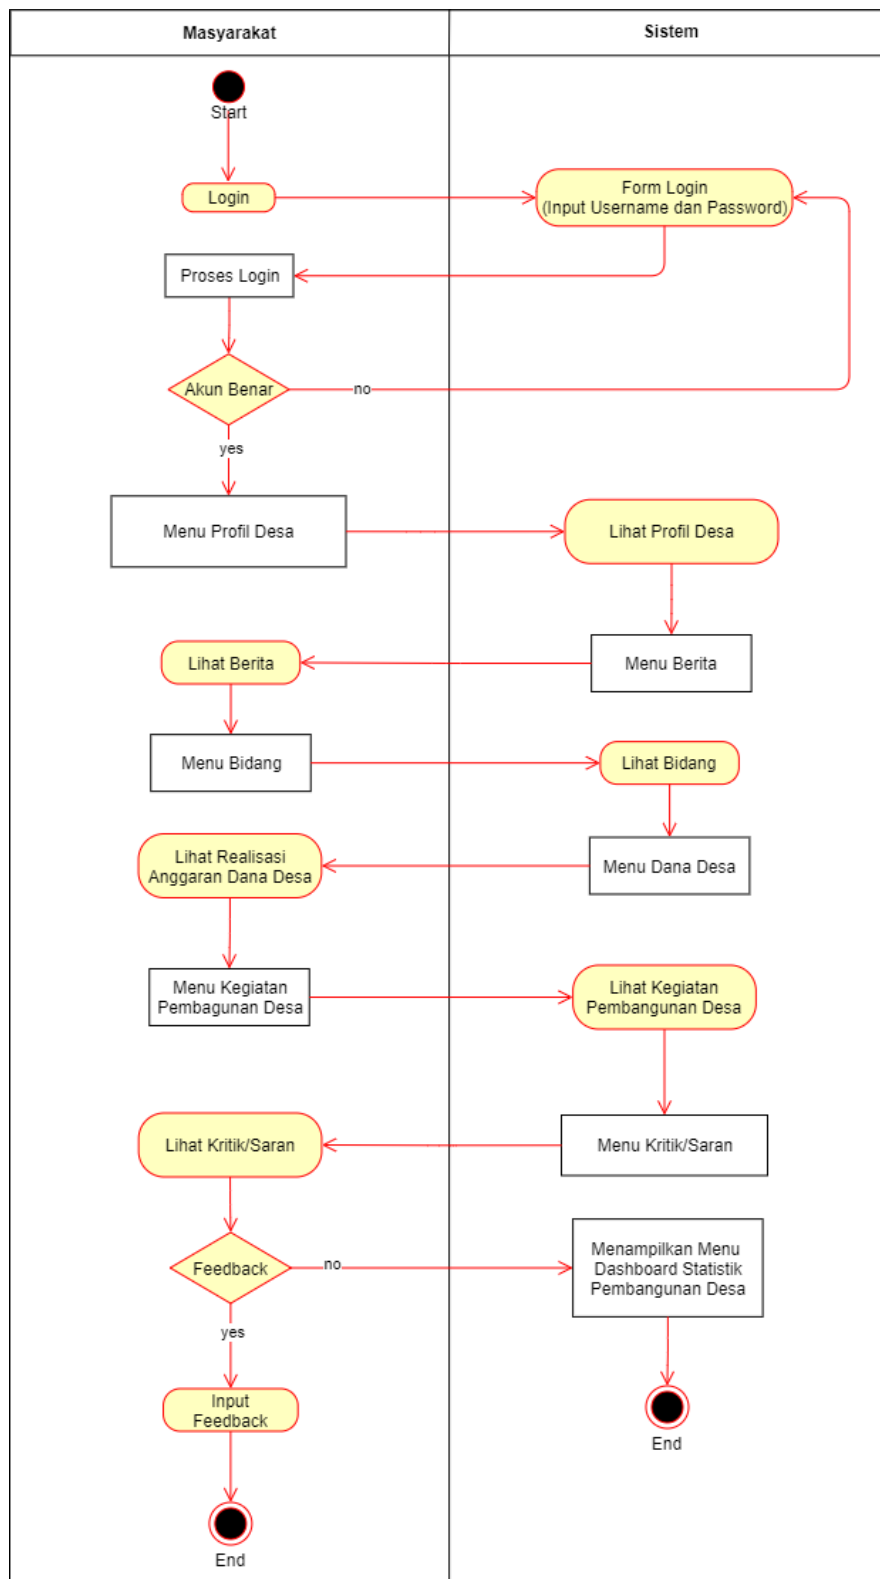 Masyarakat
Sistem
Start
Login
Form Login
(Input Username dan Password)
Proses Login
Akun Benar
no
yes
Menu Profil Desa
Lihat Profil Desa
Lihat Berita
Menu Berita
Menu Bidang
Lihat Bidang
Lihat Realisasi
Anggaran Dana Desa
Menu Dana Desa
Menu Kegiatan
Pembagunan Desa
Lihat Kegiatan
Pembangunan Desa
Lihat Kritik/Saran
Menu Kritik/Saran
Feedback
no
Menampilkan Menu
Dashboard Statistik
Pembangunan Desa
yes
Input
Feedback
End
End